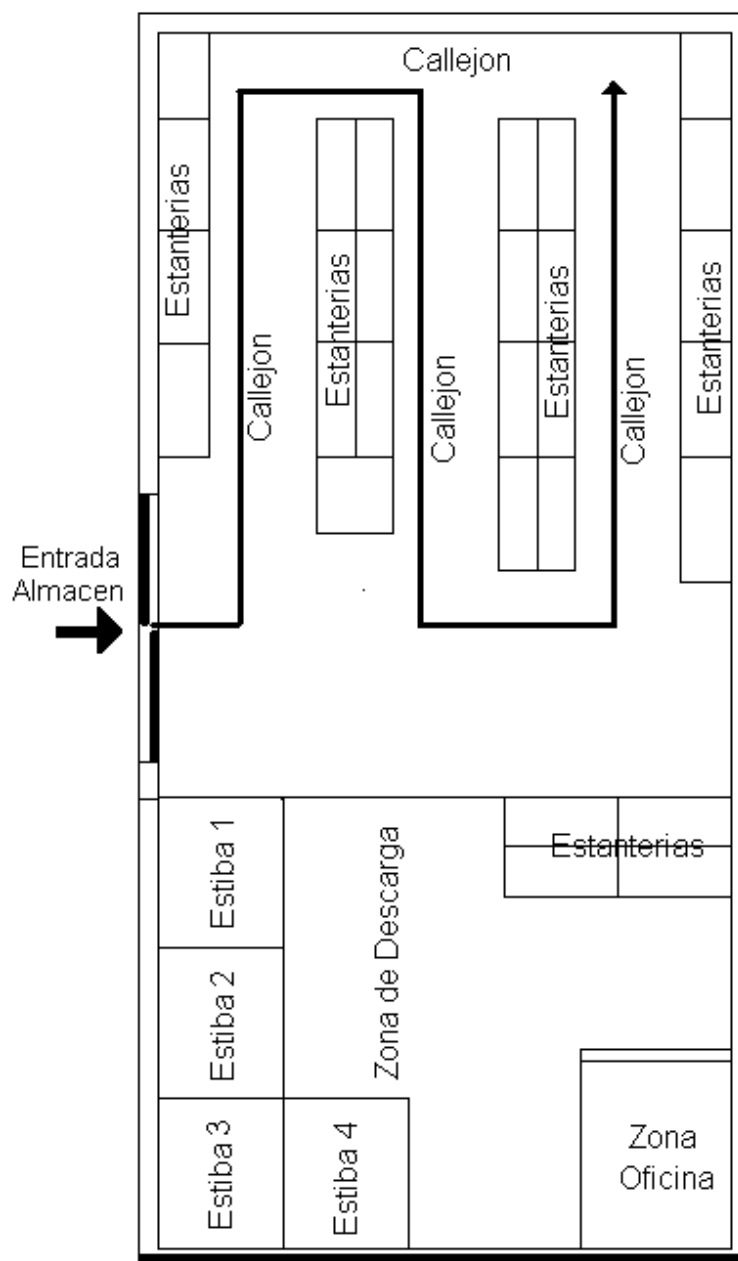 Callejon
Estanterias
Estanterias
Estanterias
Estanterias
Callejon
Callejon
Callejon
Entrada
Almacen
Estiba 1
Zona de Descarga
Estanterias
Estiba 2
Estiba 3
Estiba 4
Zona
Oficina